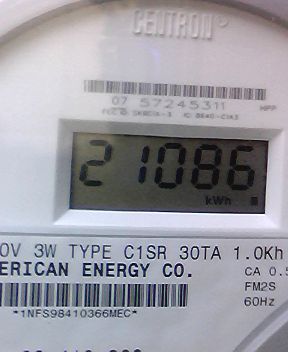 CENTRON®
07 57245311 MPP
21086
kWh
0V 3W TYPE C1SR 30TA 1.0Kh
ERICAN ENERGY CO. CA 0.5
FM2S
60Hz
*1NFS98410366MEC*